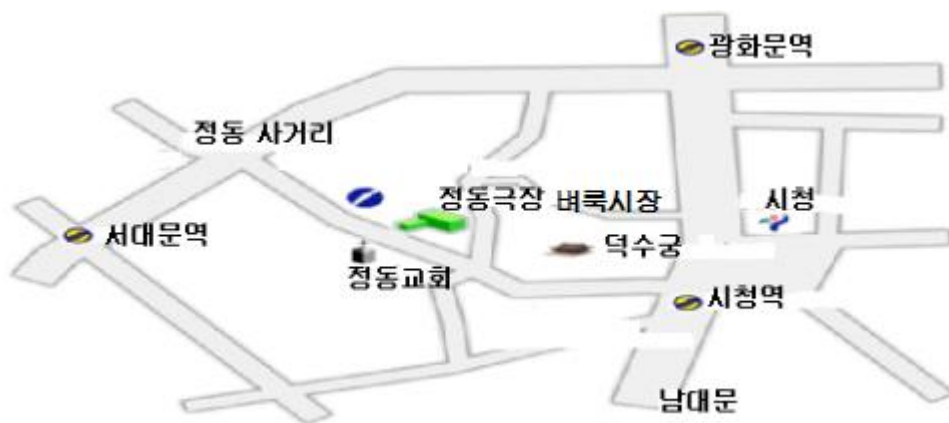 광화문역
정동 사거리
정동극장
벼룩시장
시청
서대문역
덕수궁
정동교회
시청역
남대문